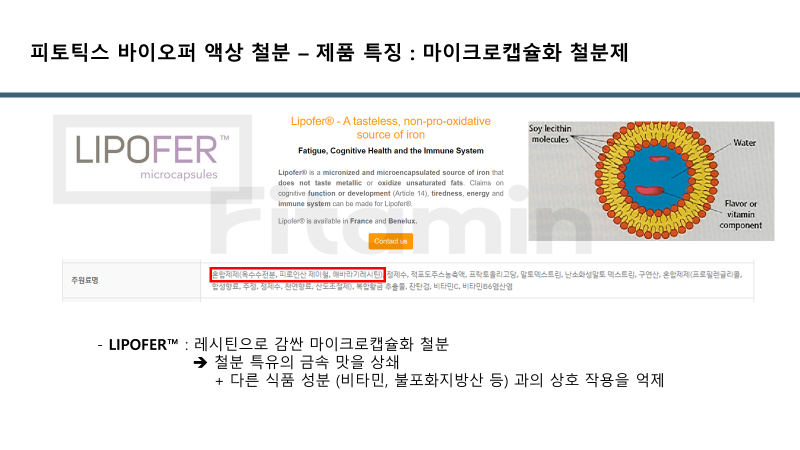 피토틱스 바이오퍼 액상 철분 – 제품 특징 : 마이크로캡슐화 철분제
LIPOFER™
microcapsules
Lipofer® - A tasteless, non-pro-oxidative
source of iron
Fatigue, Cognitive Health and the Immune System
Lipofer® is a micronized and microencapsulated source of iron that
does not taste metallic or oxidize unsaturated fats. Claims on
cognitive function or development (Article 14), tiredness, energy and
immune system can be made for Lipofer®.
Lipofer® is available in France and Benelux.
Contact us
Soy lecithin
molecules
Water
Flavor or
vitamin
component
Fitamin
주원료명
혼합제제(옥수수전분, 피로인산 제이철, 해바라기레시틴), 정제수, 적포도주스농축액, 프락토올리고당, 말토덱스트린, 난소화성말토 덱스트린, 구연산, 혼합제제(프로필렌글리콜,
합성향료, 주정, 정제수, 천연향료, 산도조절제), 복합황금 추출물, 잔탄검, 비타민C, 비타민B6염산염
- LIPOFER™ : 레시틴으로 감싼 마이크로캡슐화 철분
➔ 철분 특유의 금속 맛을 상쇄
+ 다른 식품 성분 (비타민, 불포화지방산 등) 과의 상호 작용을 억제